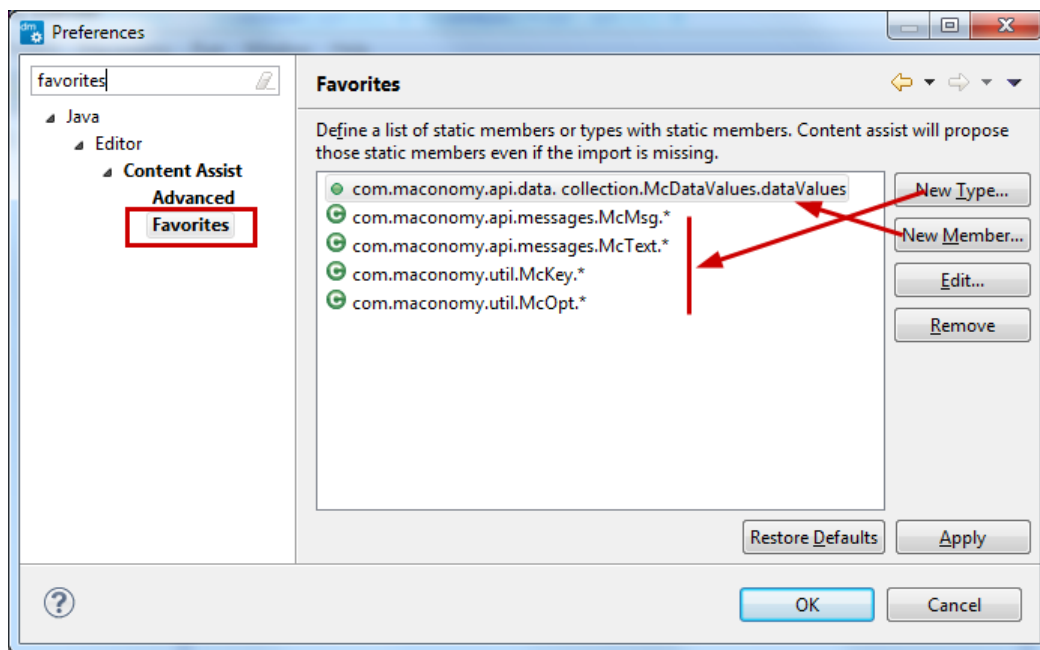 dm
Preferences
favorites
Java
Editor
Content Assist
Advanced
Favorites
Favorites
Define a list of static members or types with static members. Content assist will propose
those static members even if the import is missing.
com.maconomy.api.data. collection.McDataValues.dataValues
C com.maconomy.api.messages.McMsg.*
C com.maconomy.api.messages.McText.*
C com.maconomy.util.McKey.*
C com.maconomy.util.McOpt.*
New Type...
New Member...
Edit...
Remove
Restore Defaults
Apply
?
OK
Cancel